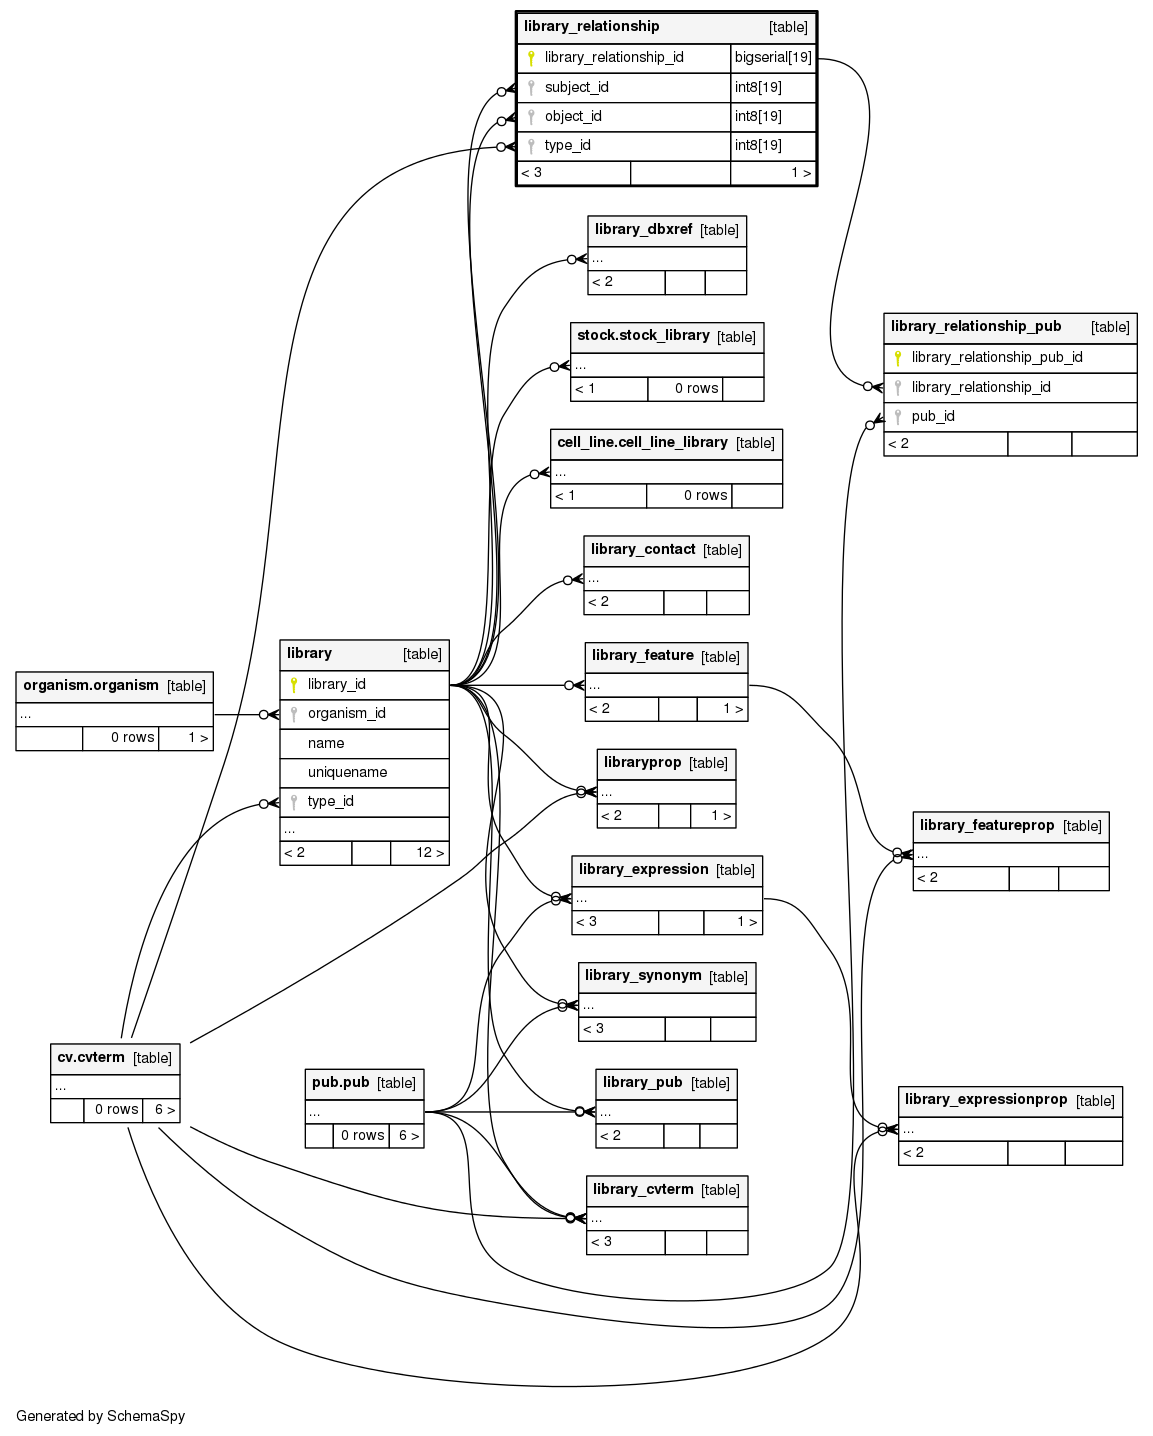 library_relationship [table]
library_relationship_id bigserial[19]
subject_id int8[19]
object_id int8[19]
type_id int8[19]
< 3 1 >
library_dbxref [table]
...
< 2
stock.stock_library [table]
...
< 1 0 rows
library_relationship_pub [table]
library_relationship_pub_id
library_relationship_id
pub_id
< 2
cell_line.cell_line_library [table]
...
< 1 0 rows
library_contact [table]
...
< 2
library [table]
library_id
organism_id
name
uniquename
type_id
...
< 2 12 >
organism.organism [table]
...
0 rows 1 >
library_feature [table]
...
< 2 1 >
libraryprop [table]
...
< 2 1 >
library_featureprop [table]
...
< 2
library_expression [table]
...
< 3 1 >
library_synonym [table]
...
< 3
cv.cvterm [table]
...
0 rows 6 >
pub.pub [table]
...
0 rows 6 >
library_pub [table]
...
< 2
library_expressionprop [table]
...
< 2
library_cvterm [table]
...
< 3
Generated by SchemaSpy